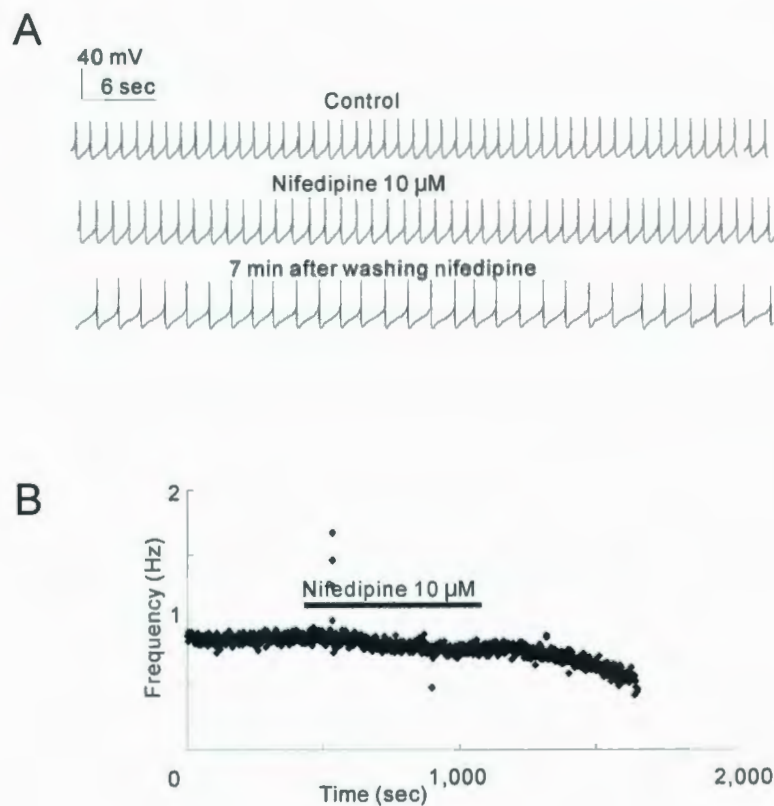 A
40 mV
6 sec
Control
Nifedipine 10 µM
7 min after washing nifedipine
B
2
Nifedipine 10 µM
1
Frequency (Hz)
0
1,000
2,000
Time (sec)